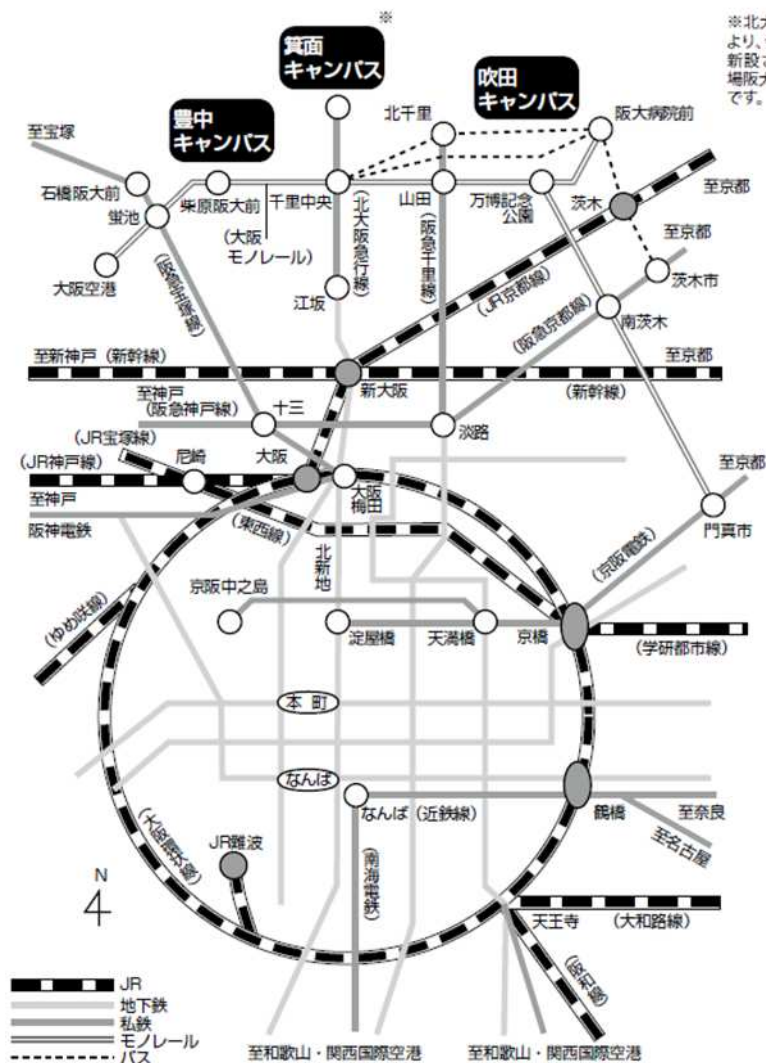 ※
※北大
より、
新設さ
場阪大
です。
箕面
キャンパス
吹田
キャンパス
豊中
キャンパス
北千里
阪大病院前
至宝塚
石橋阪大前
柴原阪大前
千里中央
山田
万博記念
公園
茨木
至京都
蛍池
(大阪
モノレール)
(北大阪急行線)
(阪急千里線)
至京都
大阪空港
(阪急宝塚線)
江坂
(JR京都線)
茨木市
(阪急京都線)
南茨木
至新神戸(新幹線)
至京都
新大阪
(新幹線)
至神戸
(阪急神戸線)
十三
淡路
(JR宝塚線)
尼崎
大阪
(JR神戸線)
至神戸
大阪
梅田
至京都
阪神電鉄
(東西線)
門真市
北新地
(京阪電鉄)
京阪中之島
(ゆめ咲線)
淀屋橋
天満橋
京橋
(学研都市線)
本町
なんば
なんば(近鉄線)
鶴橋
至奈良
至名古屋
(大阪環状線)
JR難波
(南海電鉄)
N
天王寺
(大和路線)
(阪和線)
JR
地下鉄
私鉄
モノレール
バス
至和歌山・関西国際空港
至和歌山・関西国際空港